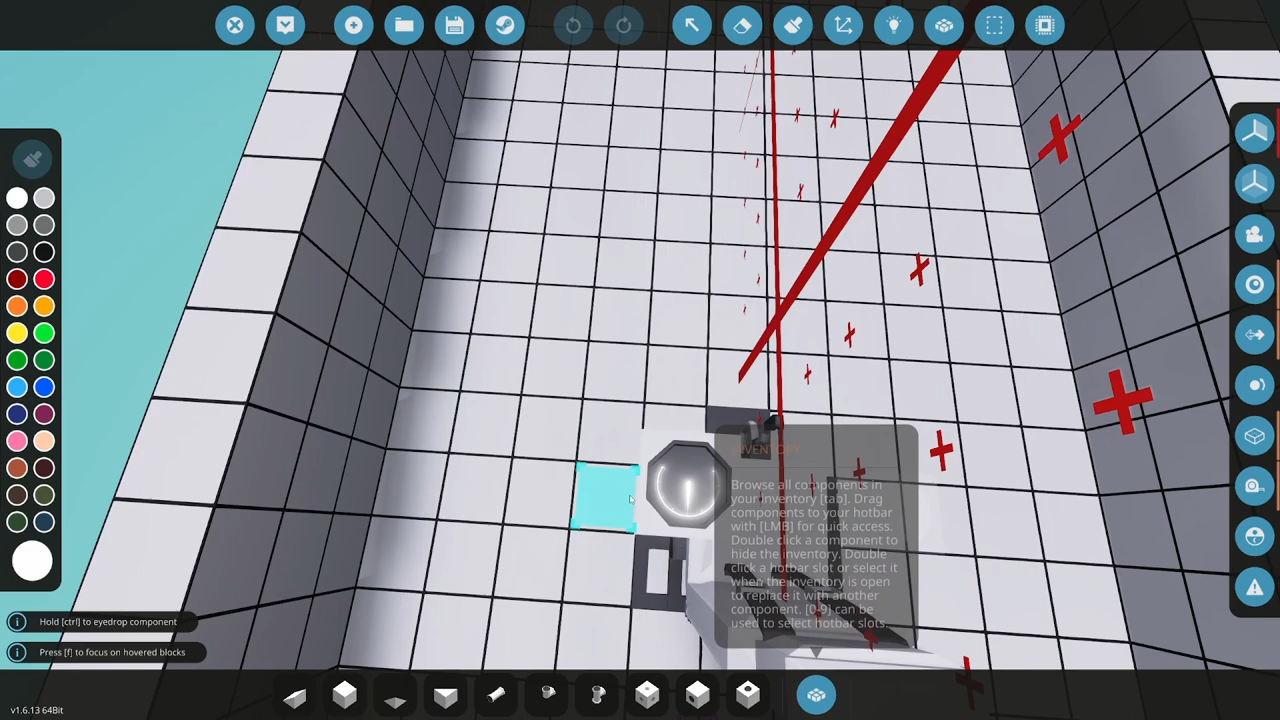 INVENTORY
Browse all components in
your inventory [tab]. Drag
components to your hotbar
with [LMB] for quick access.
Double click a component to
hide the inventory. Double
click a hotbar slot or select it
when the inventory is open
to replace it with another
component. [0-9] can be
used to select hotbar slots.
Hold [ctrl] to eyedrop component
Press [f] to focus on hovered blocks
v1.6.13 64Bit